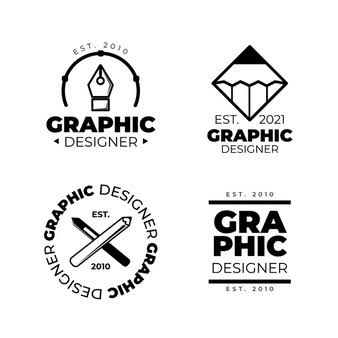 EST. 2010
GRAPHIC
DESIGNER
EST. 2021
GRAPHIC
DESIGNER
GRAPHIC DESIGNER GRAPHIC DESIGNER
EST.
2010
EST. 2010
GRA
PHIC
DESIGNER
EST. 2010